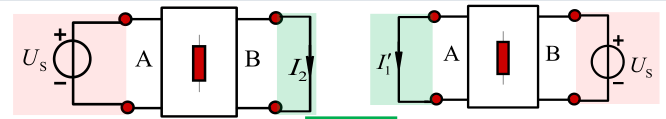 + A B + 
U_S I_2 I'_1 A B U_S
− −